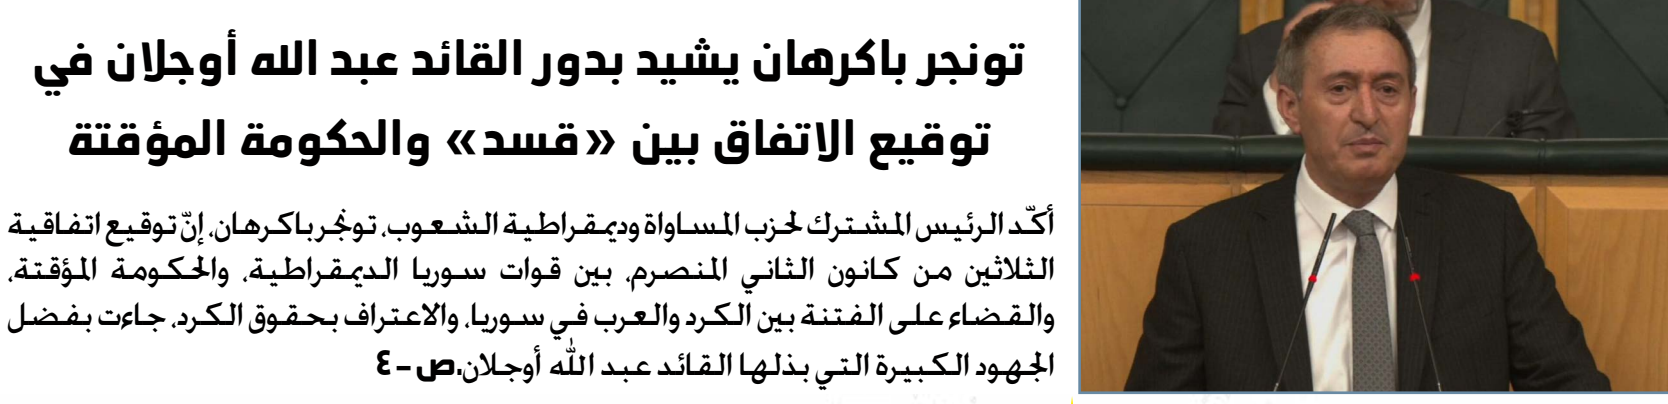 تونجر باكرهان يشيد بدور القائد عبد الله أوجلان في
توقيع الاتفاق بين «قسد» والحكومة المؤقتة
أكّد الرئيس المشترك لحزب المساواة وديمقراطية الشعوب، تونجر باكرهان، إنّ توقيع اتفاقية
الثلاثين من كانون الثاني المنصرم، بين قوات سوريا الديمقراطية، والحكومة المؤقتة،
والقضاء على الفتنة بين الكرد والعرب في سوريا، والاعتراف بحقوق الكرد، جاءت بفضل
الجهود الكبيرة التي بذلها القائد عبد الله أوجلان.ص - ٤